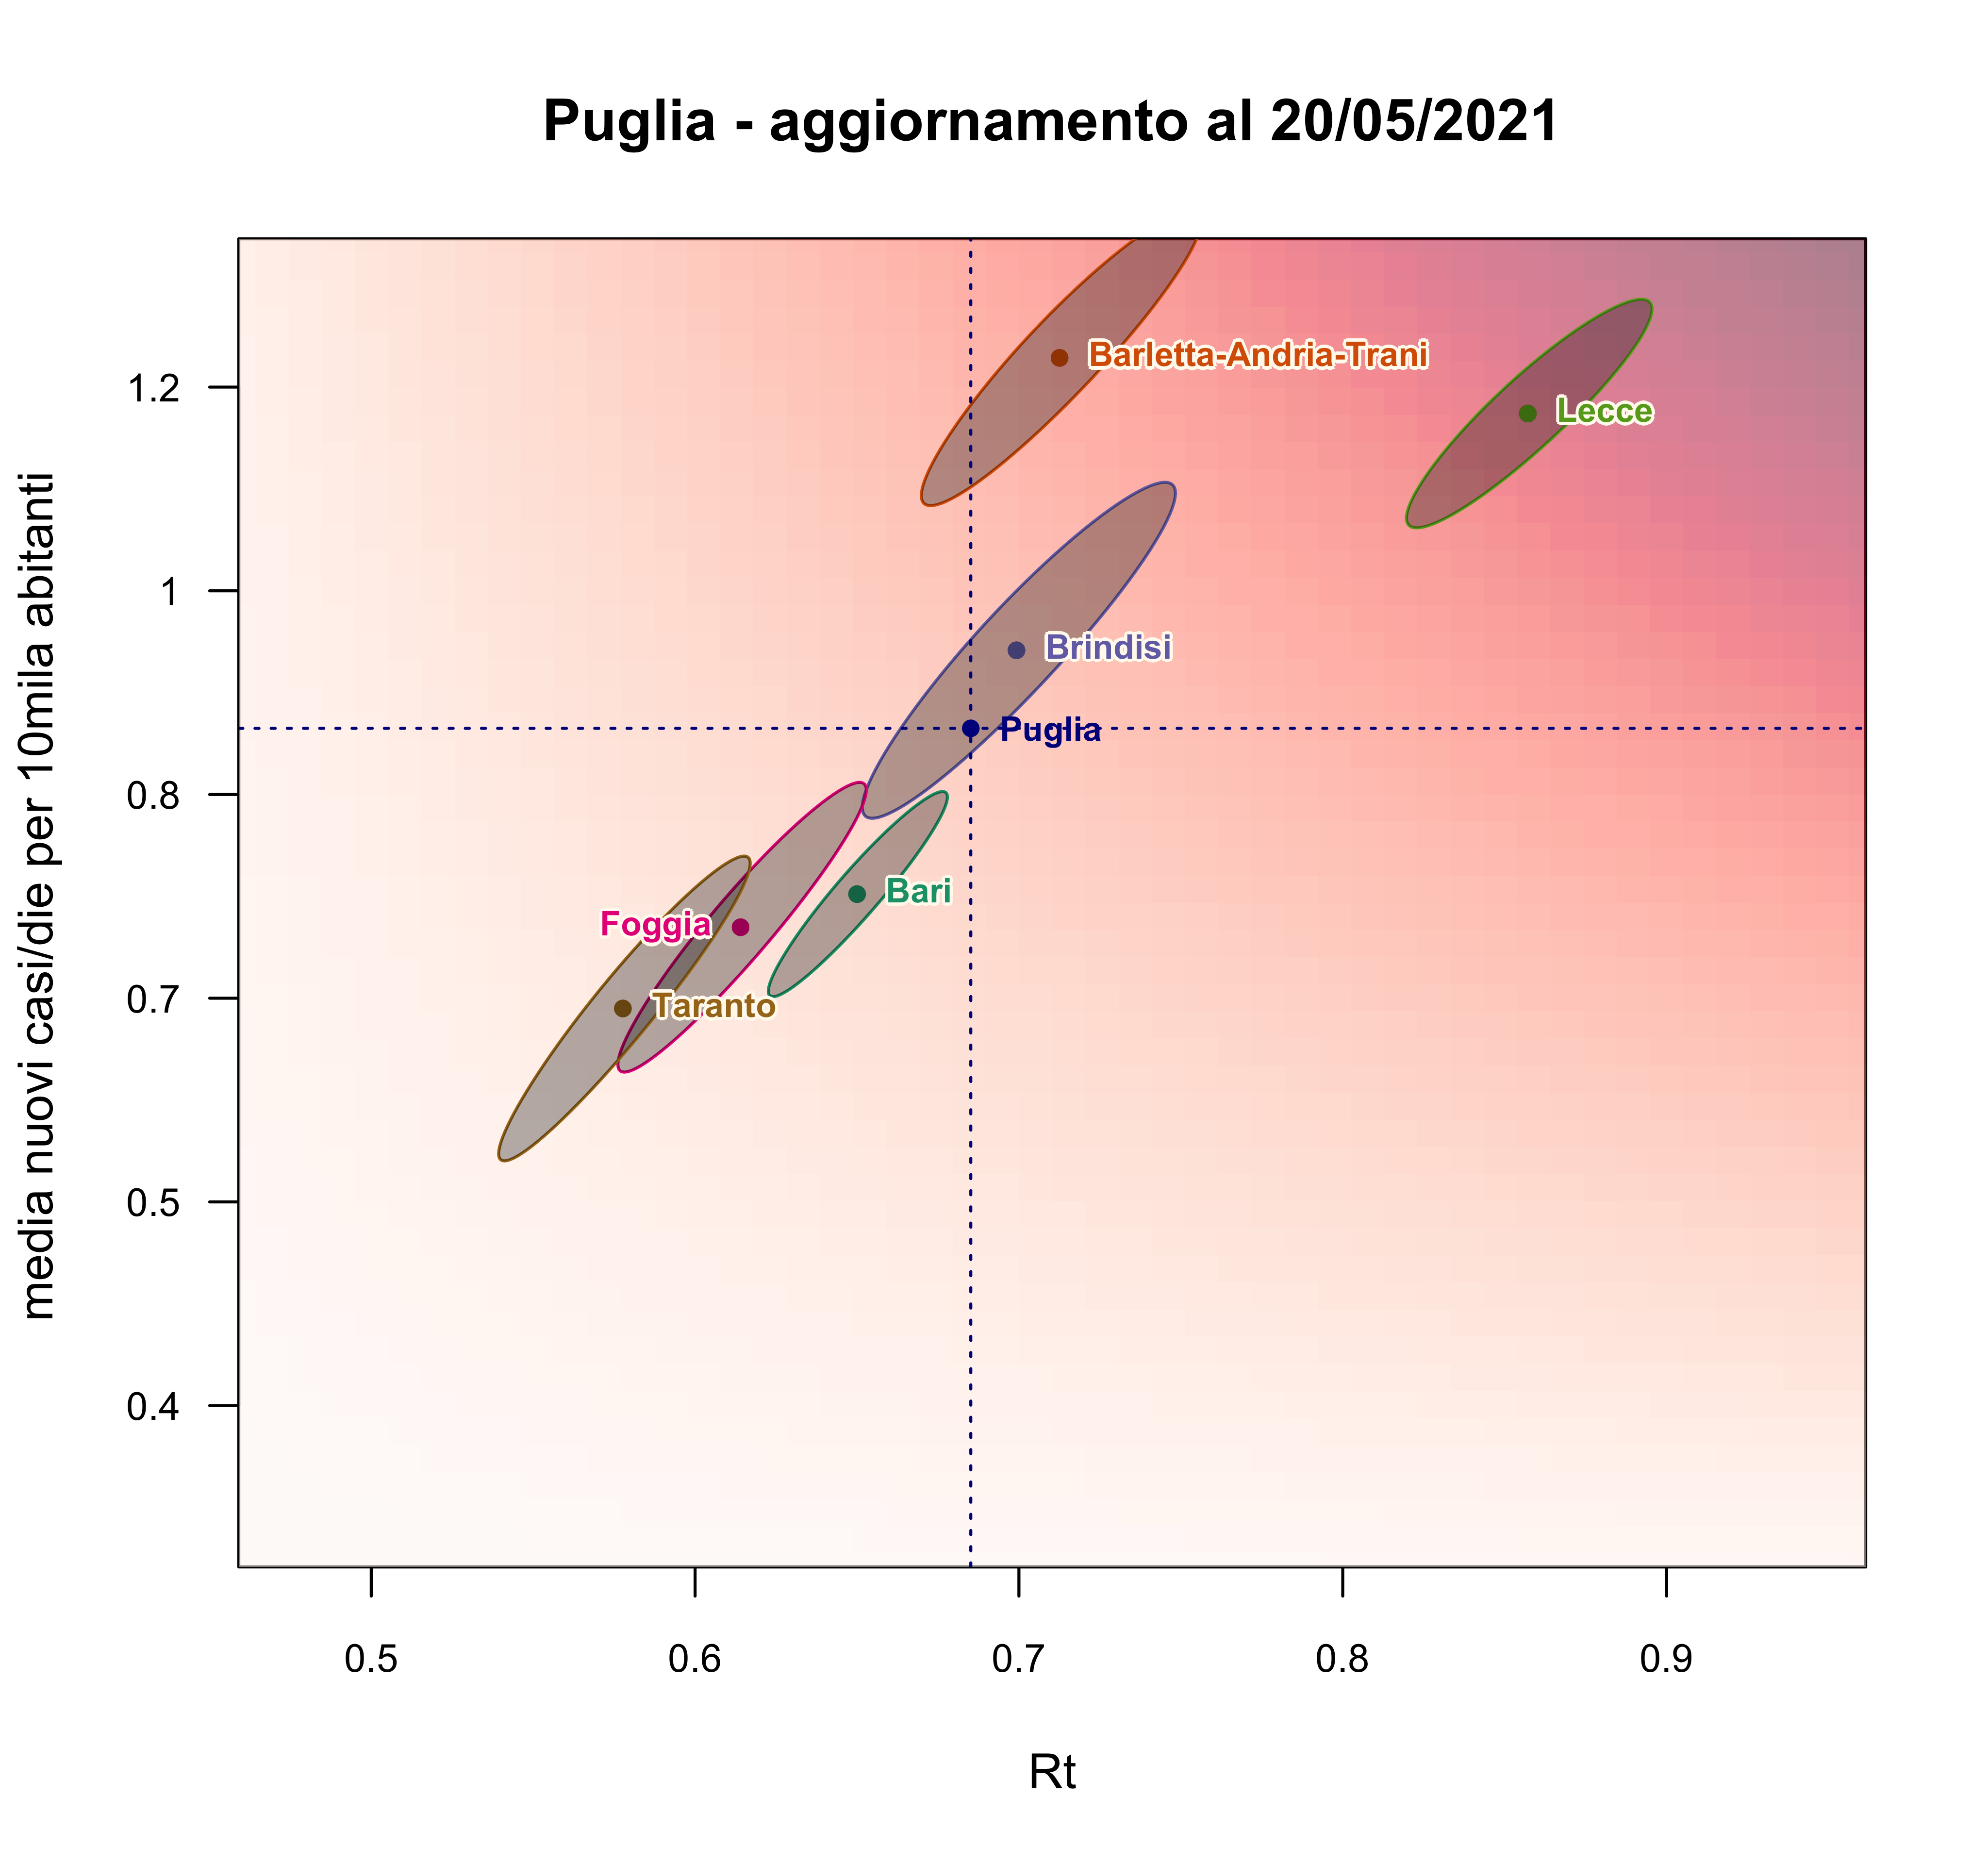 Puglia - aggiornamento al 20/05/2021
media nuovi casi/die per 10mila abitanti
1.2
1
0.8
0.7
0.5
0.4
Barletta-Andria-Trani
Lecce
Brindisi
Puglia
Bari
Foggia
Taranto
0.5 0.6 0.7 0.8 0.9
Rt